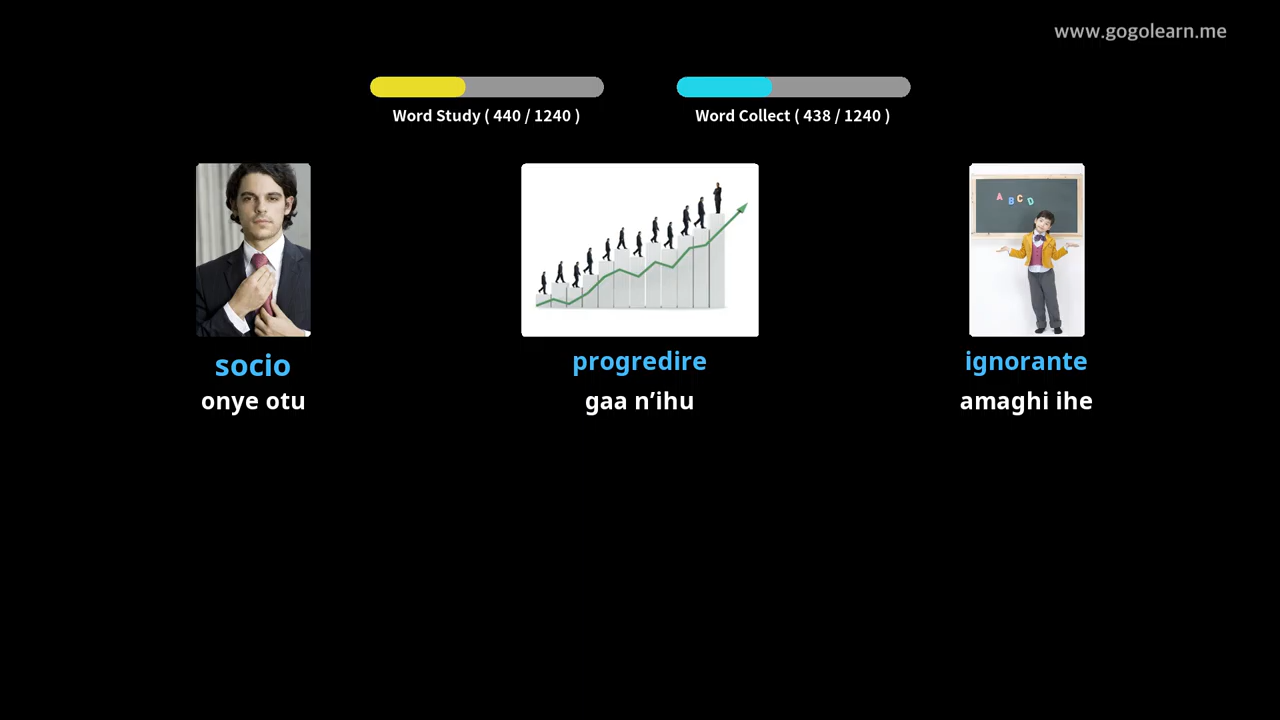 www.gogolearn.me
Word Study ( 440 / 1240 )
Word Collect ( 438 / 1240 )
A B C D
socio
progredire
ignorante
onye otu
gaa n’ihu
amaghi ihe